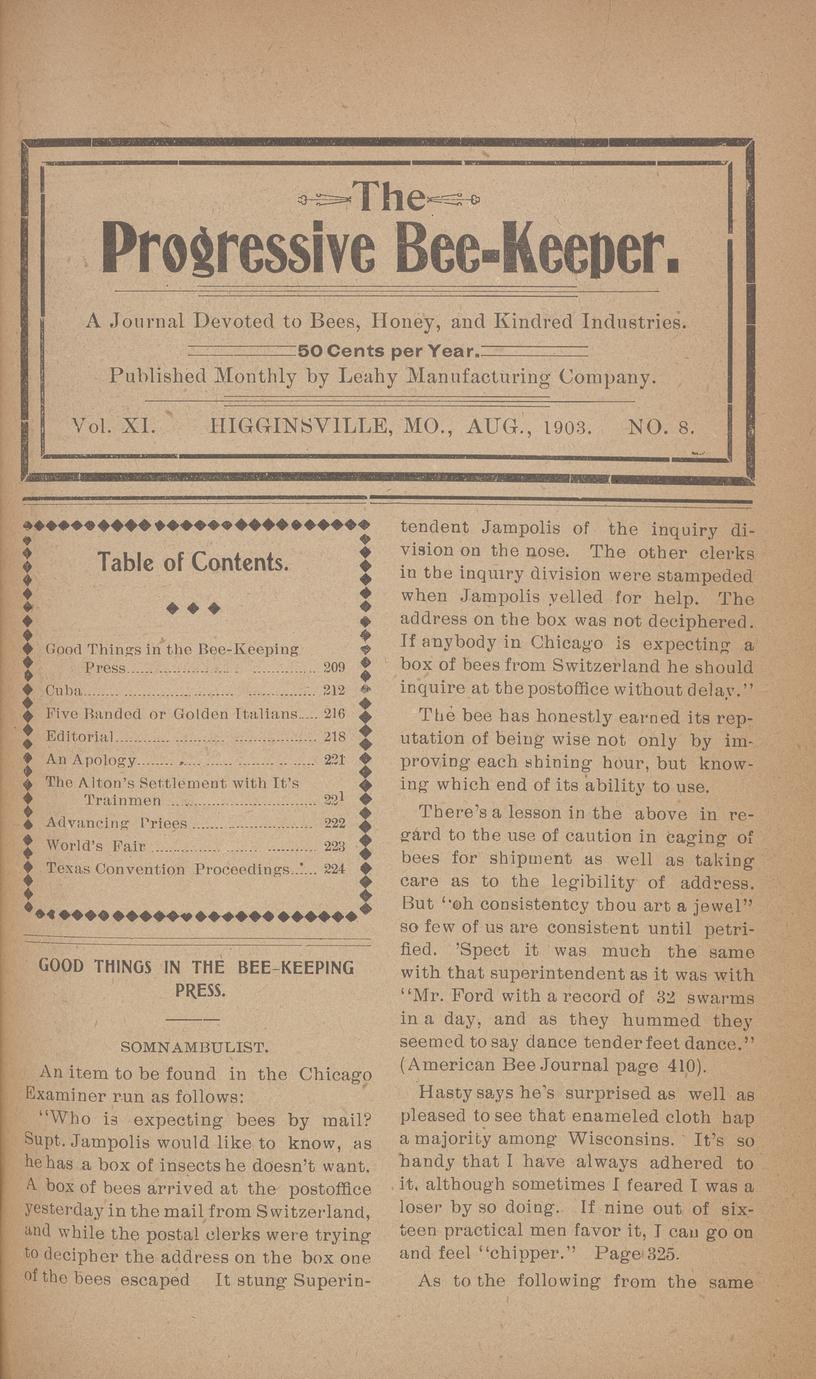 The
Progressive Bee-Keeper.
A Journal Devoted to Bees, Honey, and Kindred Industries.
50 Cents per Year.
Published Monthly by Leahy Manufacturing Company.
Vol. XI. HIGGINSVILLE, MO., AUG., 1903. NO. 8.
Table of Contents.
Good Things in the Bee-Keeping
Press 209
Cuba 212
Five Banded or Golden Italians 216
Editorial 218
An Apology 221
The Alton's Settlement with It's
Trainmen 221
Advancing Prices 222
World's Fair 223
Texas Convention Proceedings 224
GOOD THINGS IN THE BEE-KEEPING
PRESS.
SOMNAMBULIST.
An item to be found in the Chicago
Examiner run as follows:
"Who is expecting bees by mail?
Supt. Jampolis would like to know, as
he has a box of insects he doesn't want.
A box of bees arrived at the postoffice
yesterday in the mail from Switzerland,
and while the postal clerks were trying
to decipher the address on the box one
of the bees escaped It stung Superin-
tendent Jampolis of the inquiry di-
vision on the nose. The other clerks
in the inquiry division were stampeded
when Jampolis yelled for help. The
address on the box was not deciphered.
If anybody in Chicago is expecting a
box of bees from Switzerland he should
inquire at the postoffice without delay."
The bee has honestly earned its rep-
utation of being wise not only by im-
proving each shining hour, but know-
ing which end of its ability to use.
There's a lesson in the above in re-
gard to the use of caution in caging of
bees for shipment as well as taking
care as to the legibility of address.
But "oh consistentcy thou art a jewel"
so few of us are consistent until petri-
fied. 'Spect it was much the same
with that superintendent as it was with
"Mr. Ford with a record of 32 swarms
in a day, and as they hummed they
seemed to say dance tender feet dance."
(American Bee Journal page 410).
Hasty says he's surprised as well as
pleased to see that enameled cloth hap
a majority among Wisconsins. It's so
handy that I have always adhered to
it, although sometimes I feared I was a
loser by so doing. If nine out of six-
teen practical men favor it, I can go on
and feel "chipper." Page 325.
As to the following from the same